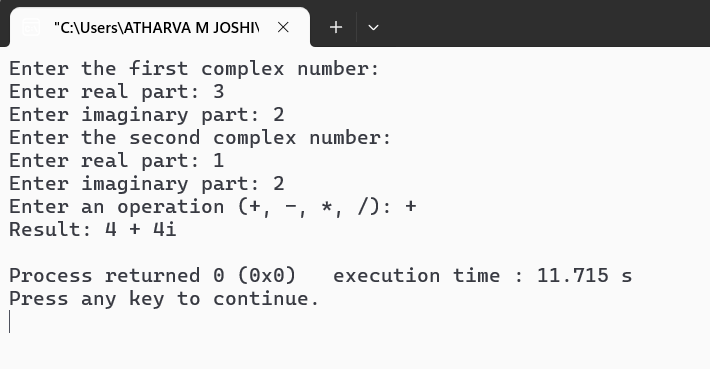 "C:\Users\ATHARVA M JOSHI\
Enter the first complex number:
Enter real part: 3
Enter imaginary part: 2
Enter the second complex number:
Enter real part: 1
Enter imaginary part: 2
Enter an operation (+, -, *, /): +
Result: 4 + 4i
Process returned 0 (0x0)   execution time : 11.715 s
Press any key to continue.